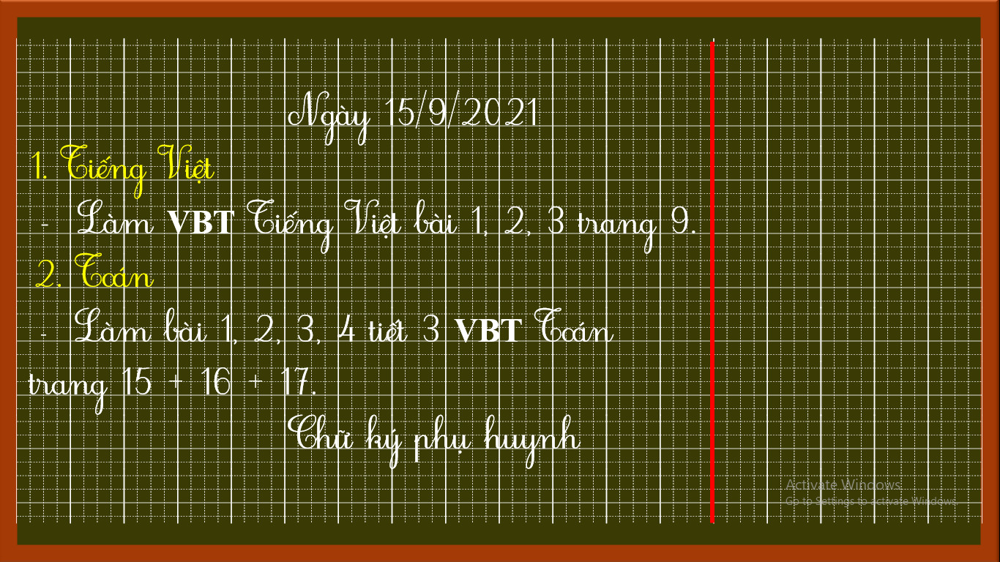 Ngày 15/9/2021
1. Tiếng Việt
- Làm VBT Tiếng Việt bài 1, 2, 3 trang 9.
2. Toán
- Làm bài 1, 2, 3, 4 tiết 3 VBT Toán
trang 15 + 16 + 17.
Chữ ký phụ huynh
Activate Windows
Go to Settings to activate Windows.